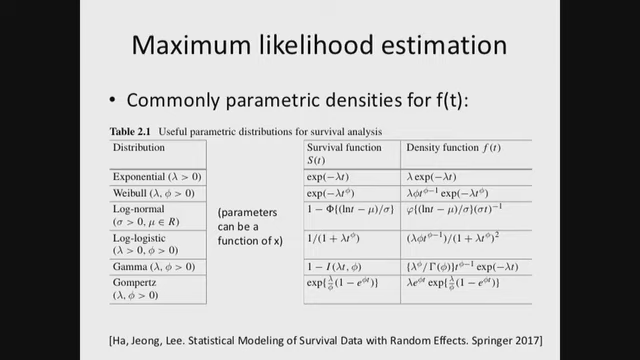 Maximum likelihood estimation
• Commonly parametric densities for f(t):
Table 2.1 Useful parametric distributions for survival analysis
Distribution Survival function S(t) Density function f(t)
Exponential (λ > 0) exp(−λt) λ exp(−λt)
Weibull (λ, φ > 0) exp(−λt^φ) λφt^{φ−1} exp(−λt^φ)
Log-normal (σ > 0, μ ∈ R) 1 − Φ{(lnt − μ)/σ} φ{(lnt − μ)/σ}(σt)^{−1}
(parameters can be a function of x)
Log-logistic (λ > 0, φ > 0) 1/(1 + λt^φ) (λφt^{φ−1})/(1 + λt^φ)^2
Gamma (λ, φ > 0) 1 − I(λt, φ) {λ^φ/Γ(φ)}t^{φ−1} exp(−λt)
Gompertz (λ, φ > 0) exp{λ/φ(1 − e^{φt})} λe^{φt} exp{λ/φ(1 − e^{φt})}
[Ha, Jeong, Lee. Statistical Modeling of Survival Data with Random Effects. Springer 2017]